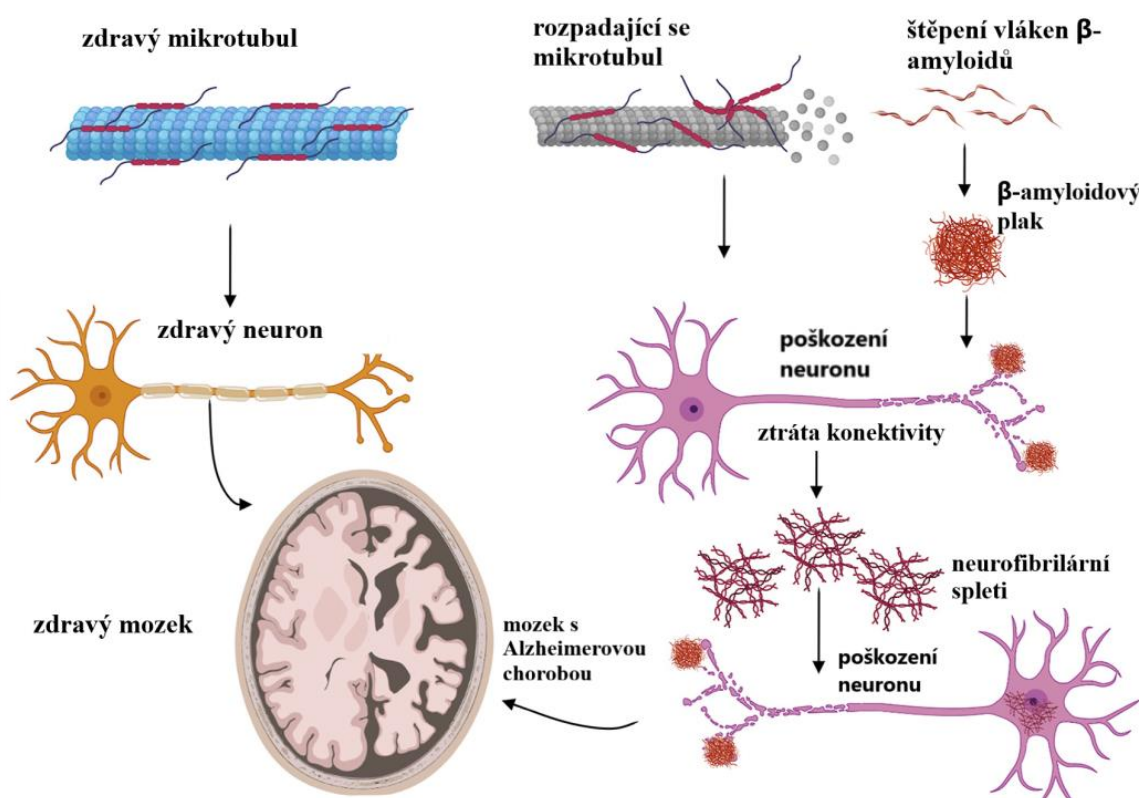 zdravý mikrotubul
rozpadající se
mikrotubul
štěpení vláken β-
amyloidů
β-amyloidový
plak
zdravý neuron
poškození
neuronu
ztráta konektivity
neurofibrilární
spleti
zdravý mozek
mozek s
Alzheimerovou
chorobou
poškození
neuronu